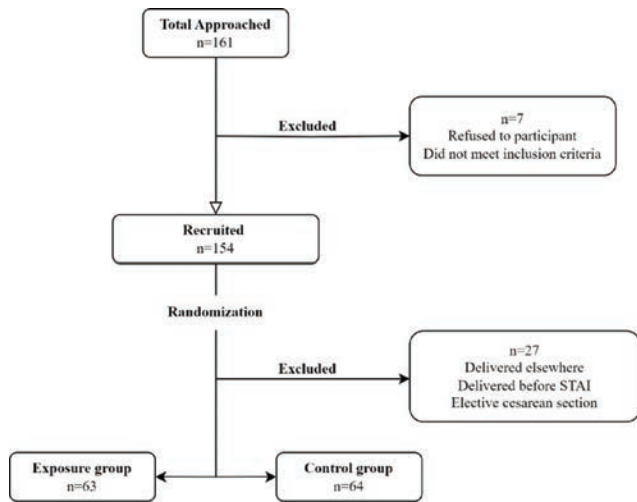 Total Approached
n=161
Excluded
n=7
Refused to participant
Did not meet inclusion criteria
Recruited
n=154
Randomization
Excluded
n=27
Delivered elsewhere
Delivered before STAI
Elective cesarean section
Exposure group
n=63
Control group
n=64